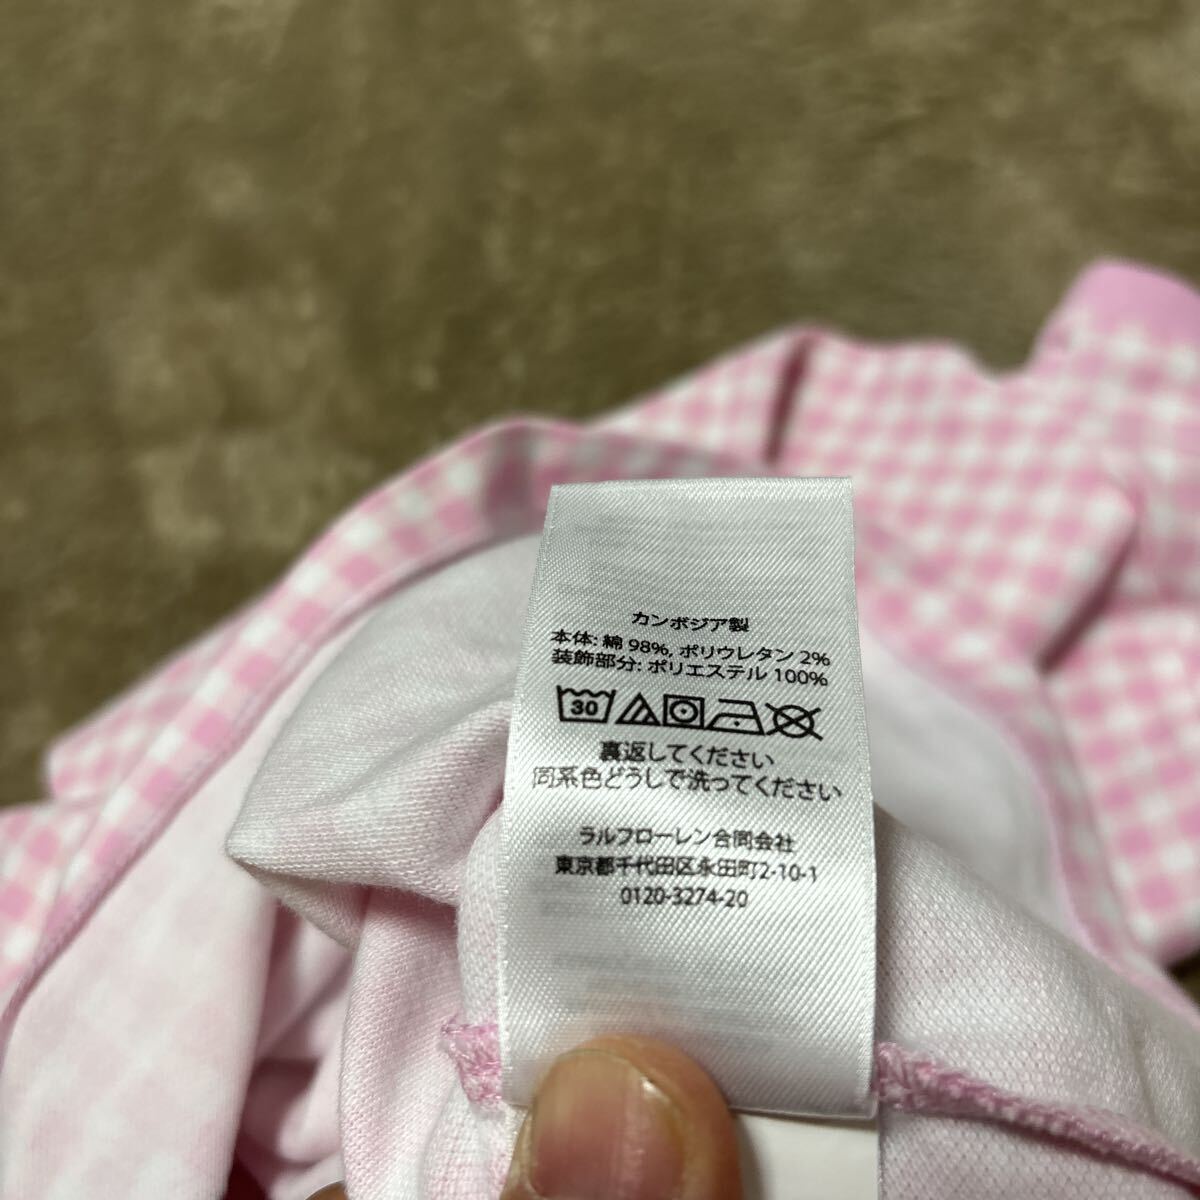 カンボジア製
本体: 綿 98%, ポリウレタン 2%
装飾部分: ポリエステル 100%
30
裏返してください
同系色どうしで洗ってください
ラルフローレン合同会社
東京都千代田区永田町2-10-1
0120-3274-20